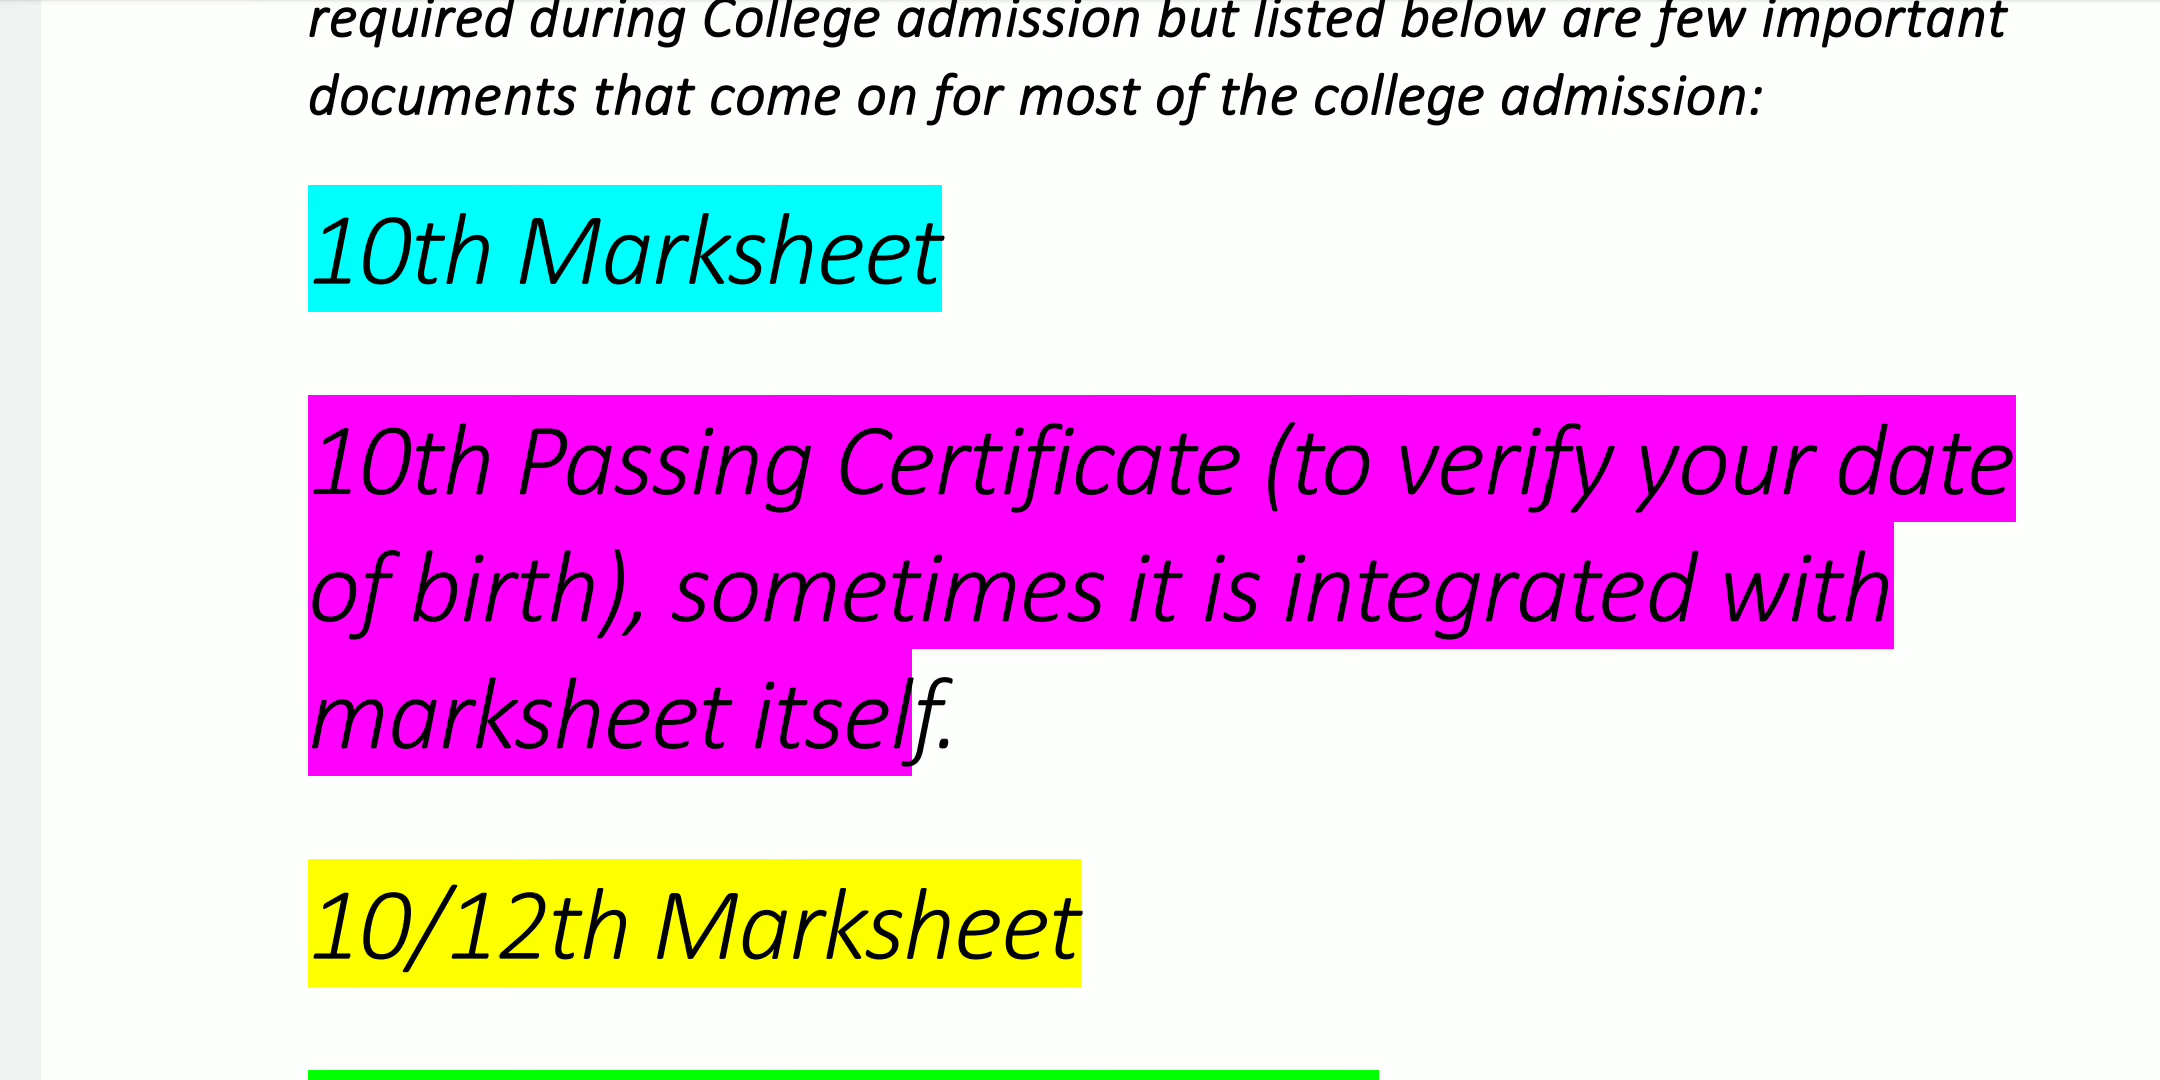 required during College admission but listed below are few important
documents that come on for most of the college admission:
10th Marksheet
10th Passing Certificate (to verify your date
of birth), sometimes it is integrated with
marksheet itself.
10/12th Marksheet